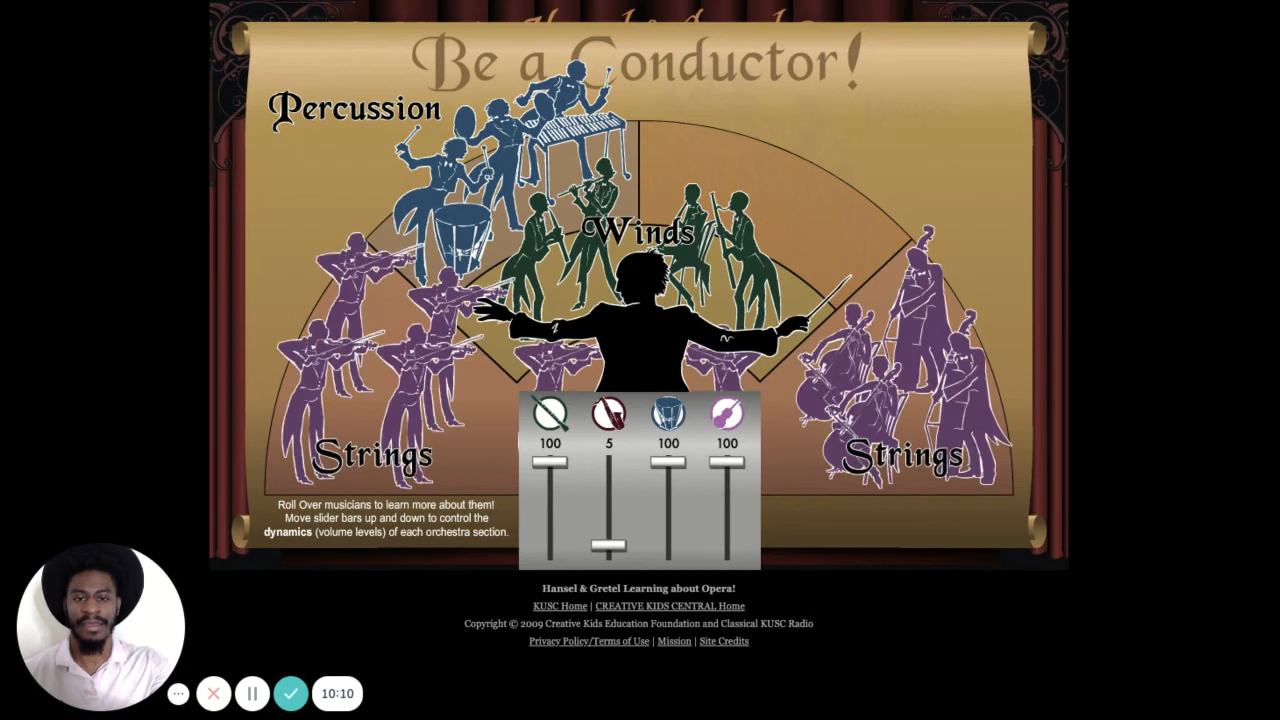 Be a Conductor!
Percussion
Winds
Strings
Strings
100 5 100 100
Roll Over musicians to learn more about them!
Move slider bars up and down to control the
dynamics (volume levels) of each orchestra section.
Hansel & Gretel Learning about Opera!
KUSC Home | CREATIVE KIDS CENTRAL Home
Copyright © 2009 Creative Kids Education Foundation and Classical KUSC Radio
Privacy Policy/Terms of Use | Mission | Site Credits
10:10